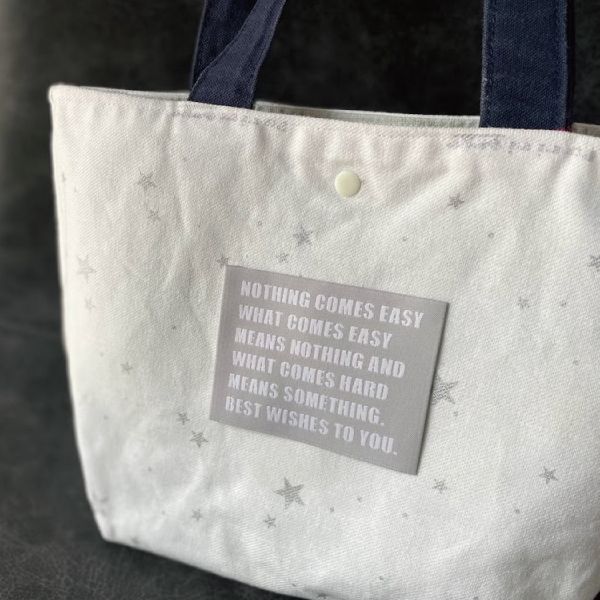 NOTHING COMES EASY
WHAT COMES EASY
MEANS NOTHING AND
WHAT COMES HARD
MEANS SOMETHING.
BEST WISHES TO YOU.